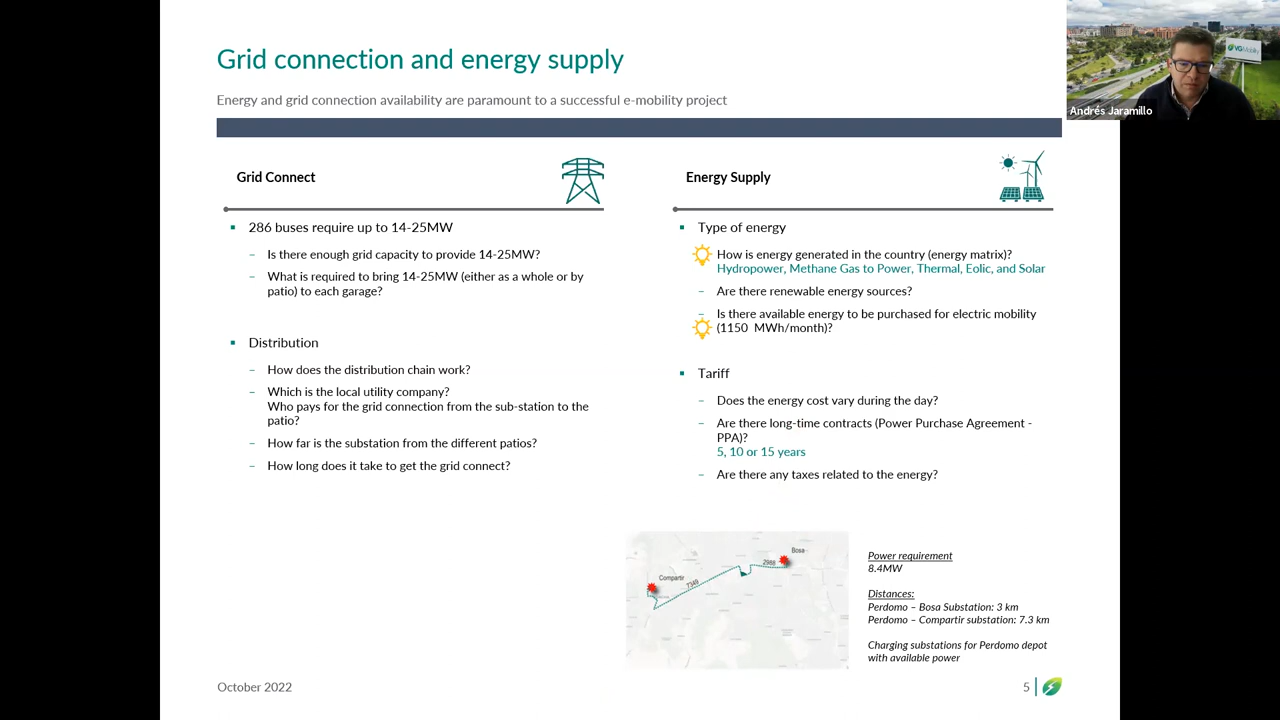 Grid connection and energy supply
Energy and grid connection availability are paramount to a successful e-mobility project
VGMobility
Andrés Jaramillo
Grid Connect
286 buses require up to 14-25MW
– Is there enough grid capacity to provide 14-25MW?
– What is required to bring 14-25MW (either as a whole or by
patio) to each garage?
Distribution
– How does the distribution chain work?
– Which is the local utility company?
Who pays for the grid connection from the sub-station to the
patio?
– How far is the substation from the different patios?
– How long does it take to get the grid connect?
Energy Supply
Type of energy
How is energy generated in the country (energy matrix)?
Hydropower, Methane Gas to Power, Thermal, Eolic, and Solar
– Are there renewable energy sources?
– Is there available energy to be purchased for electric mobility
(1150 MWh/month)?
Tariff
– Does the energy cost vary during the day?
– Are there long-time contracts (Power Purchase Agreement -
PPA)?
5, 10 or 15 years
– Are there any taxes related to the energy?
Bosa
2988
Compartir
7349
Power requirement
8.4MW
Distances:
Perdomo – Bosa Substation: 3 km
Perdomo – Compartir substation: 7.3 km
Charging substations for Perdomo depot
with available power
October 2022
5